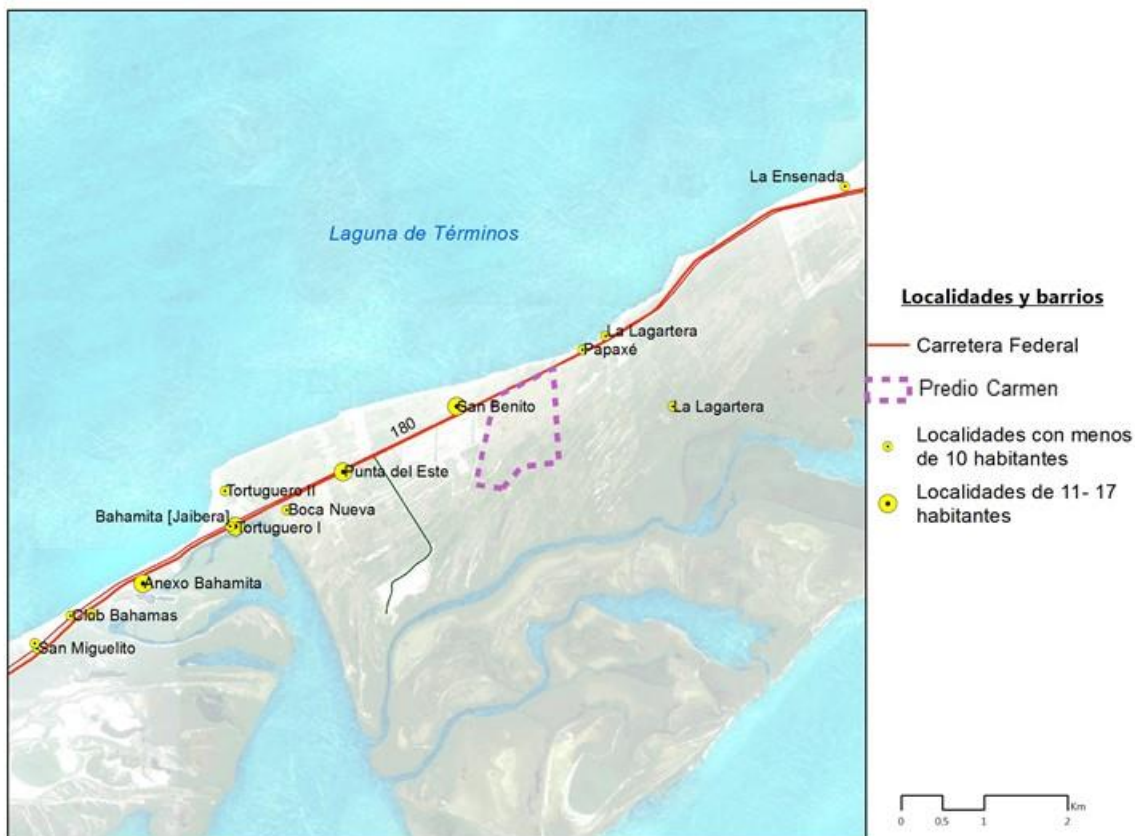 La Ensenada
Laguna de Términos
La Lagartera
Papaxé
San Benito
La Lagartera
180
Punta del Este
Tortuguero II
Boca Nueva
Bahamita [Jaibera]
Tortuguero I
Anexo Bahamita
Club Bahamas
San Miguelito
Localidades y barrios
Carretera Federal
Predio Carmen
Localidades con menos
de 10 habitantes
Localidades de 11- 17
habitantes
Km
0 0.5 1 2